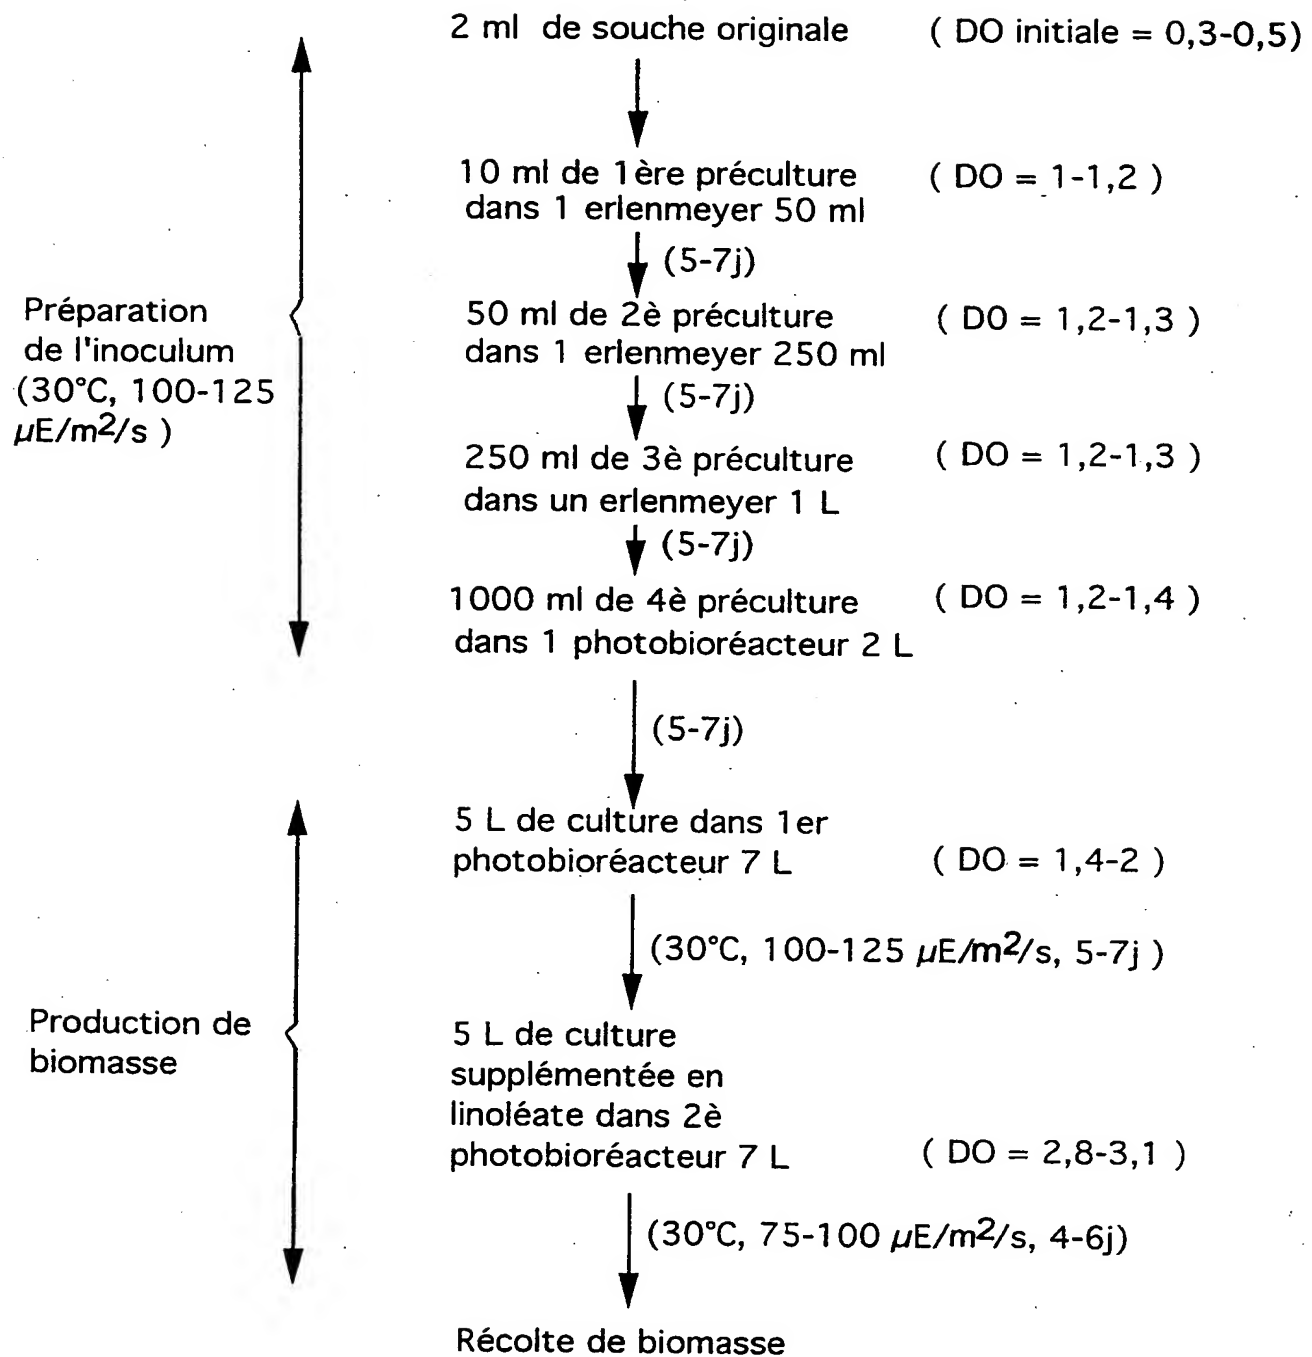 2 ml de souche originale ( DO initiale = 0,3-0,5)
10 ml de 1ère préculture ( DO = 1-1,2 )
dans 1 erlenmeyer 50 ml
(5-7j)
Préparation
de l'inoculum
(30°C, 100-125
µE/m2/s )
50 ml de 2è préculture ( DO = 1,2-1,3 )
dans 1 erlenmeyer 250 ml
(5-7j)
250 ml de 3è préculture ( DO = 1,2-1,3 )
dans un erlenmeyer 1 L
(5-7j)
1000 ml de 4è préculture ( DO = 1,2-1,4 )
dans 1 photobioréacteur 2 L
(5-7j)
5 L de culture dans 1er
photobioréacteur 7 L ( DO = 1,4-2 )
(30°C, 100-125 µE/m2/s, 5-7j )
Production de
biomasse
5 L de culture
supplémentée en
linoléate dans 2è
photobioréacteur 7 L ( DO = 2,8-3,1 )
(30°C, 75-100 µE/m2/s, 4-6j)
Récolte de biomasse